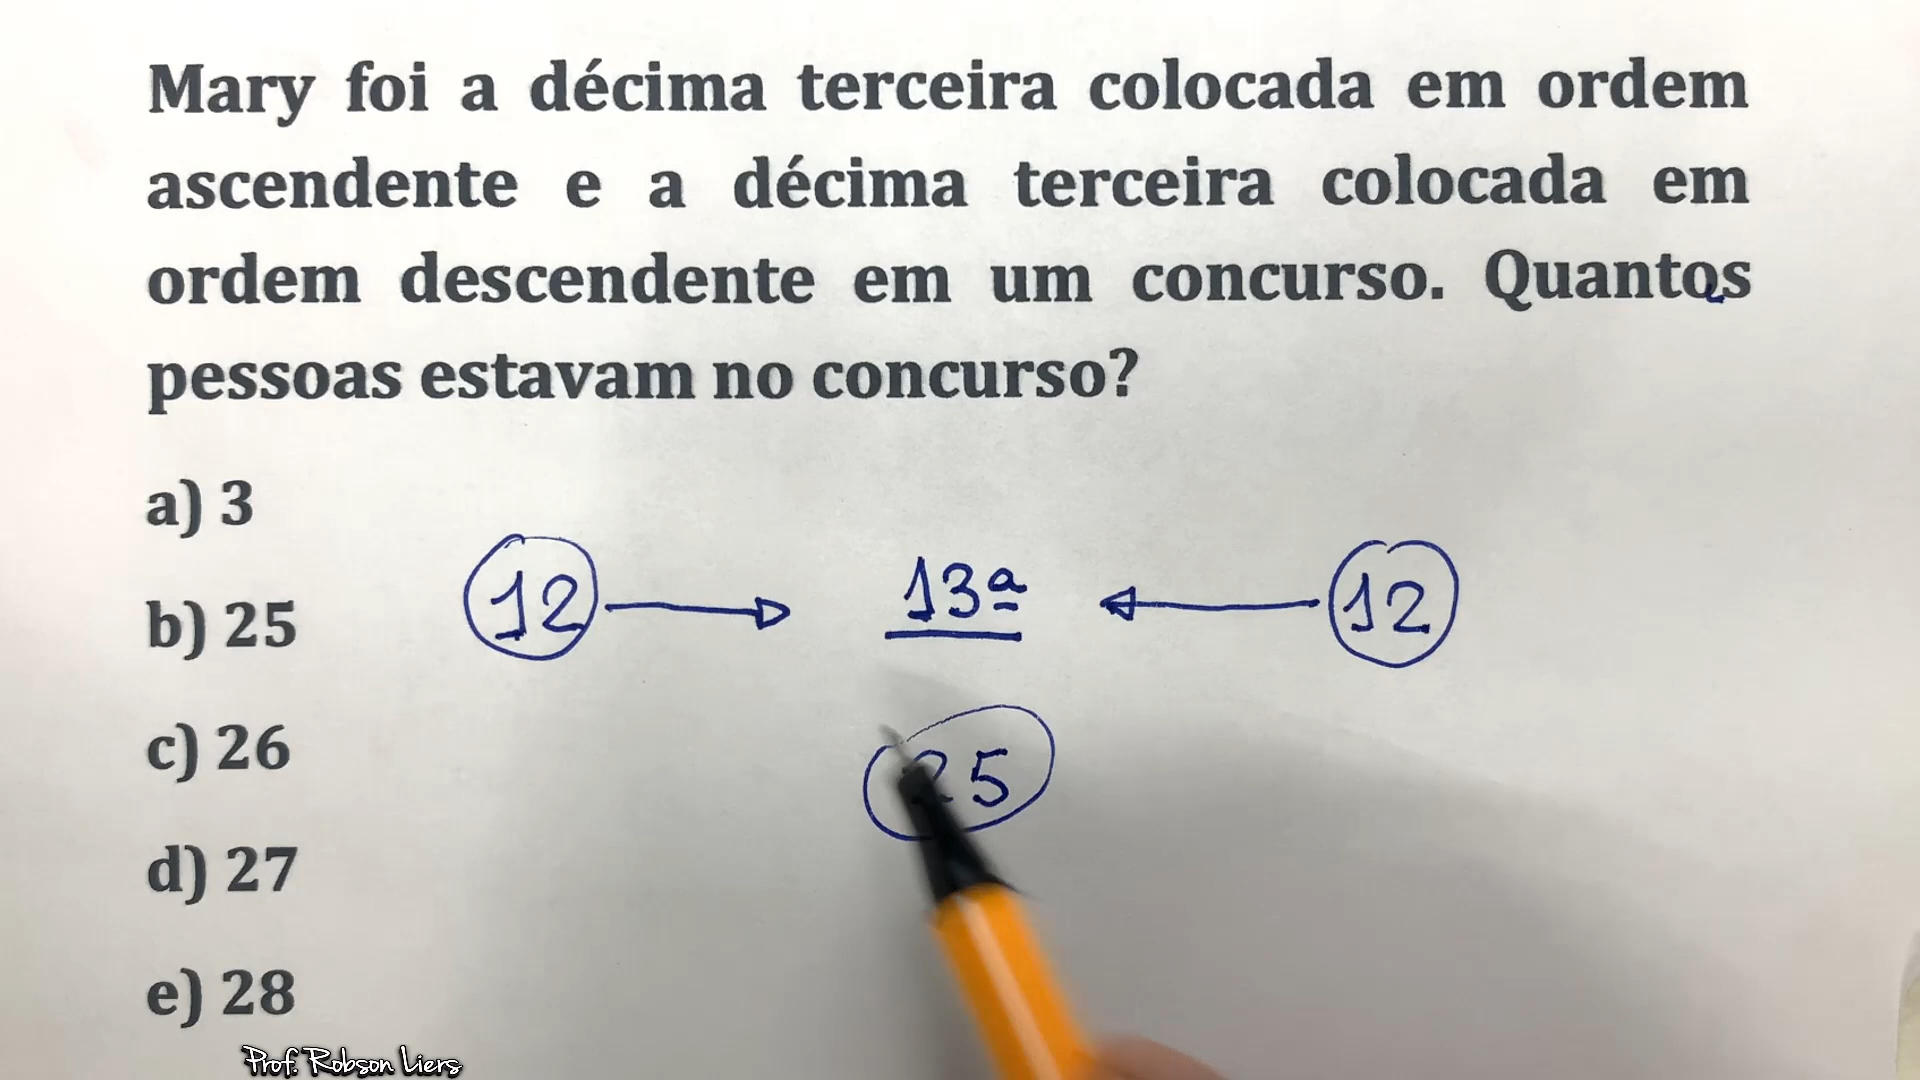 Mary foi a décima terceira colocada em ordem
ascendente e a décima terceira colocada em
ordem descendente em um concurso. Quantos
pessoas estavam no concurso?
a) 3
12 13ª 12
b) 25
c) 26
25
d) 27
e) 28
Prof. Robson Liers